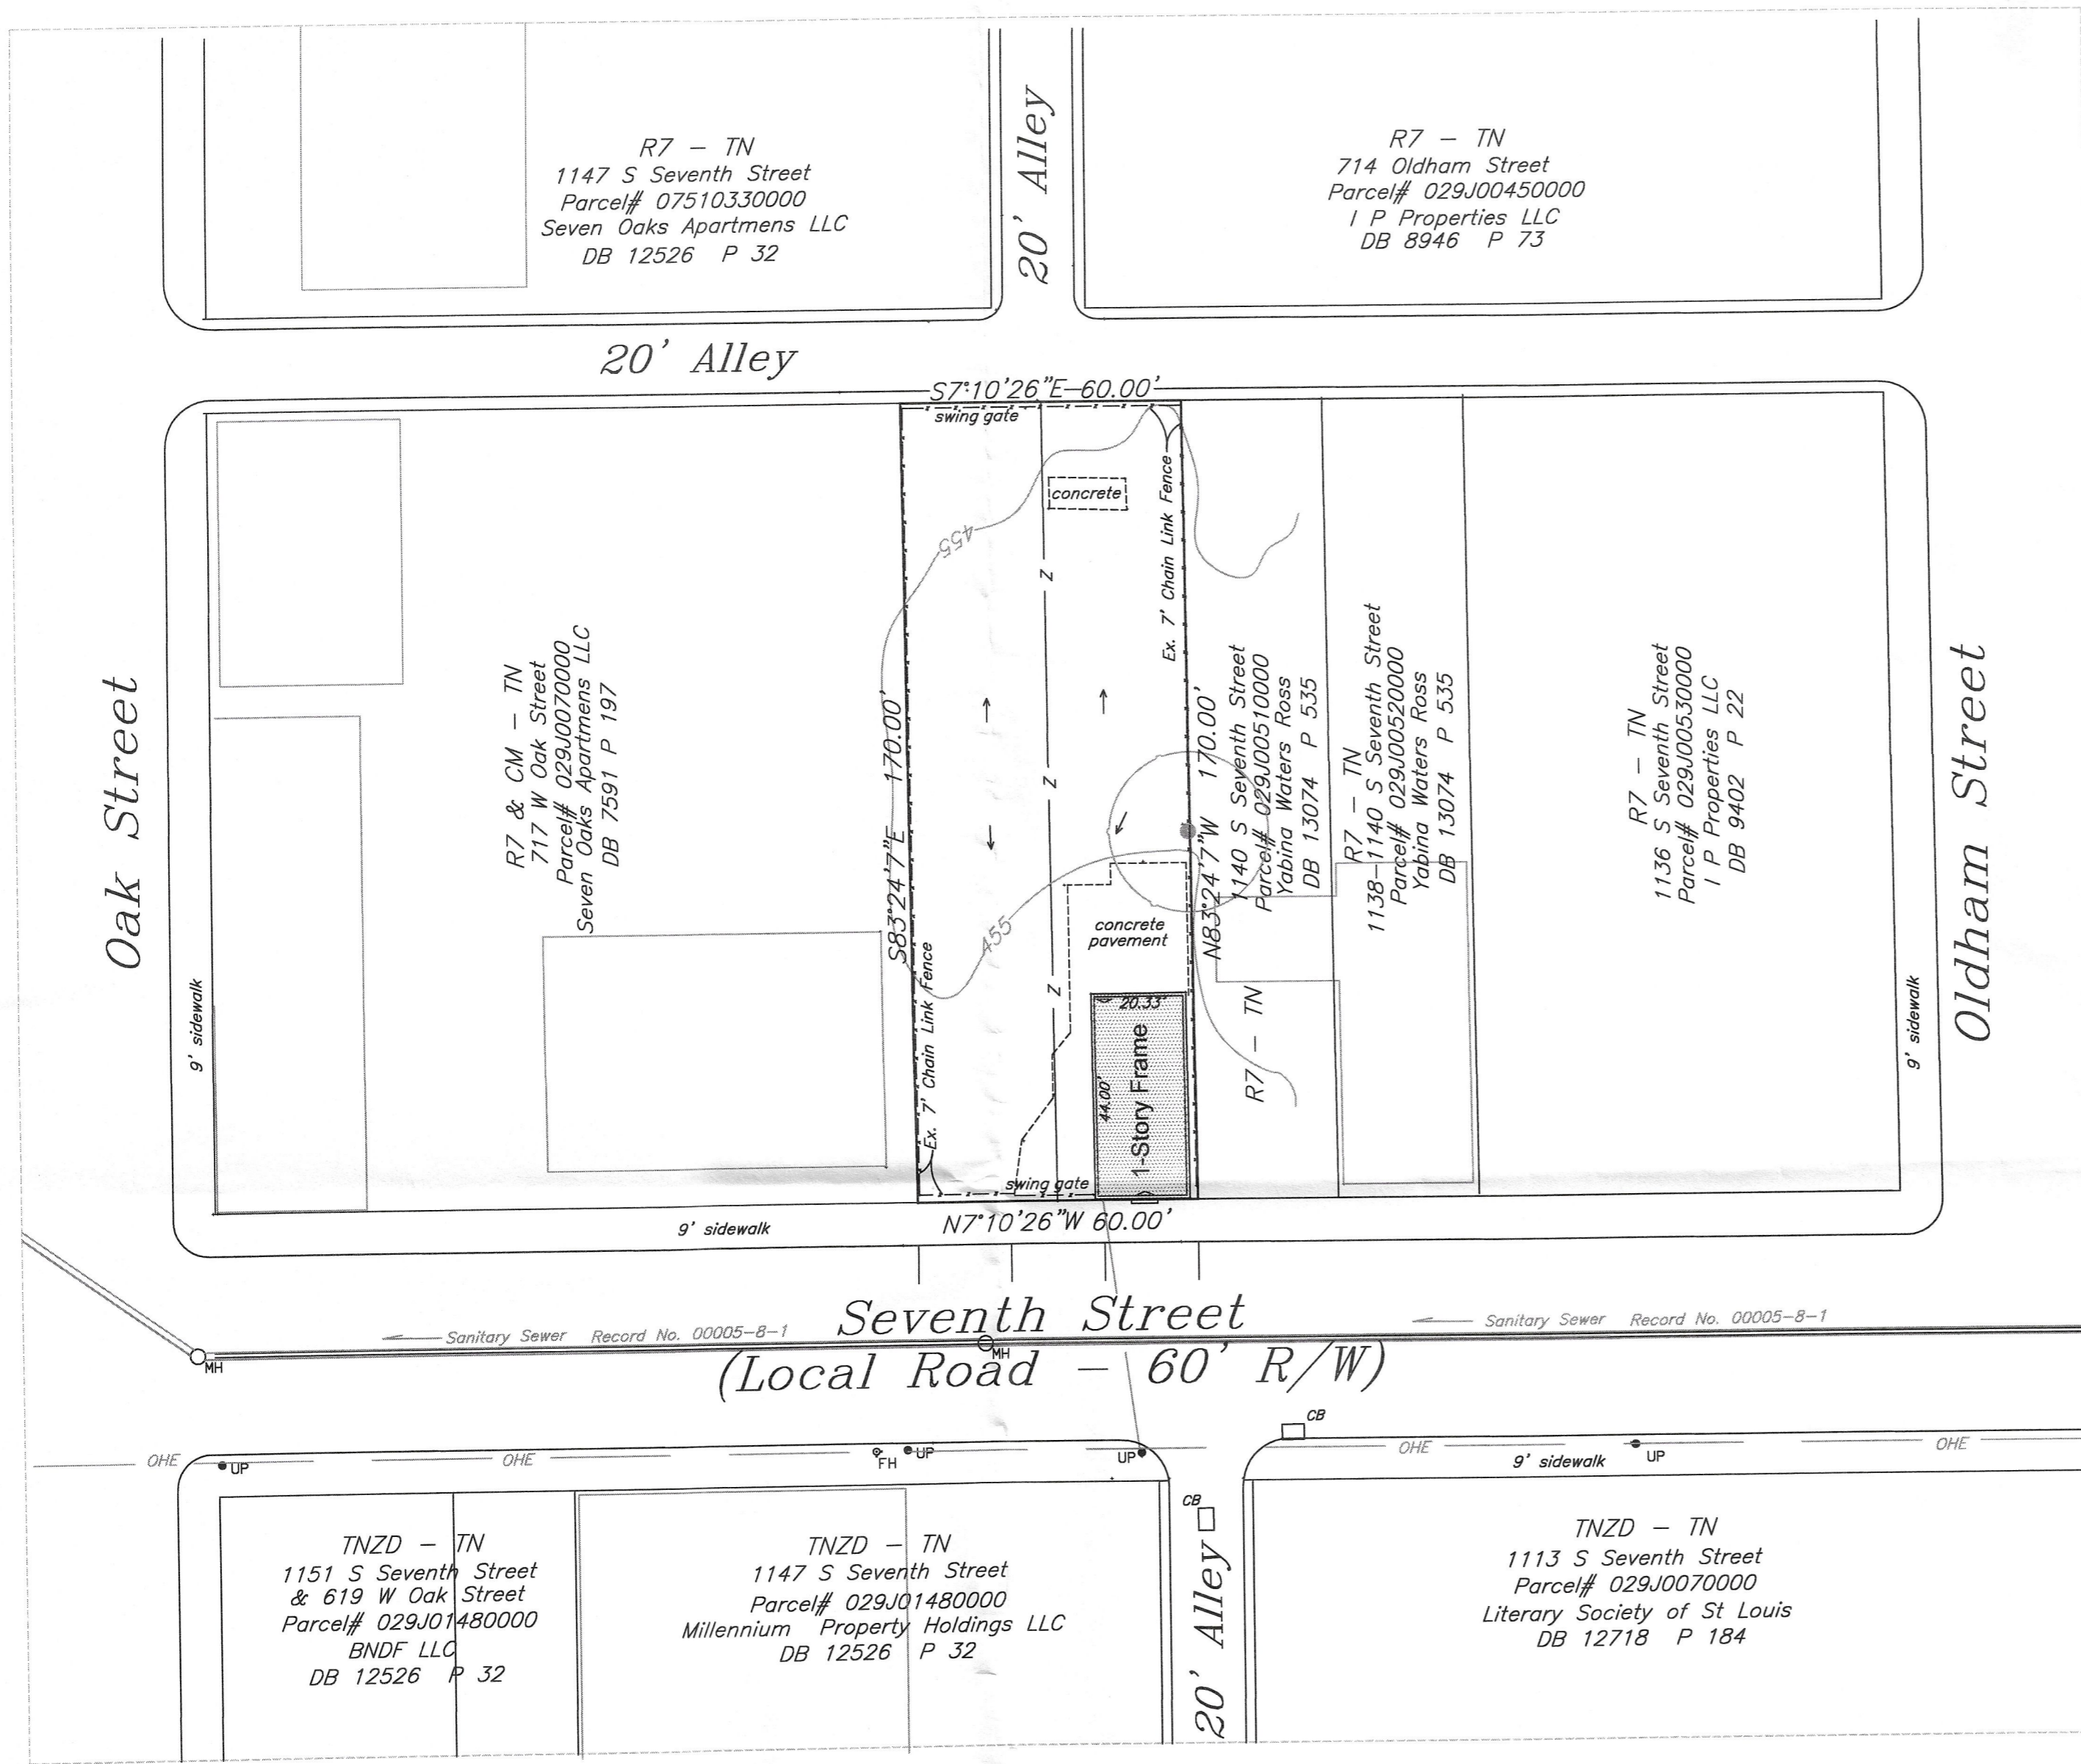 R7 – TN
1147 S Seventh Street
Parcel# 07510330000
Seven Oaks Apartmens LLC
DB 12526 P 32
20' Alley
R7 – TN
714 Oldham Street
Parcel# 029J00450000
I P Properties LLC
DB 8946 P 73
20' Alley
S7°10'26"E 60.00'
swing gate
concrete
Ex. 7' Chain Link Fence
455
Z
Z
Z
Oak Street
9' sidewalk
R7 & CM – TN
717 W Oak Street
Parcel# 029J00070000
Seven Oaks Apartmens LLC
DB 7591 P 197
S83°24'7"E 170.00'
N83°24'7"W 170.00'
1140 S Seventh Street
Parcel# 029J00510000
Yabina Waters Ross
DB 13074 P 535
R7 – TN
R7 – TN
1138-1140 S Seventh Street
Parcel# 029J00520000
Yabina Waters Ross
DB 13074 P 535
R7 – TN
1136 S Seventh Street
Parcel# 029J00530000
I P Properties LLC
DB 9402 P 22
Oldham Street
9' sidewalk
455
concrete
pavement
Ex. 7' Chain Link Fence
20.33'
44.00'
1-Story Frame
swing gate
N7°10'26"W 60.00'
9' sidewalk
Seventh Street
Sanitary Sewer Record No. 00005-8-1
Sanitary Sewer Record No. 00005-8-1
MH
MH
(Local Road – 60' R/W)
OHE
UP
OHE
FH
UP
UP
CB
OHE
9' sidewalk
UP
OHE
CB
20' Alley
TNZD – TN
1151 S Seventh Street
& 619 W Oak Street
Parcel# 029J01480000
BNDF LLC
DB 12526 P 32
TNZD – TN
1147 S Seventh Street
Parcel# 029J01480000
Millennium Property Holdings LLC
DB 12526 P 32
TNZD – TN
1113 S Seventh Street
Parcel# 029J0070000
Literary Society of St Louis
DB 12718 P 184